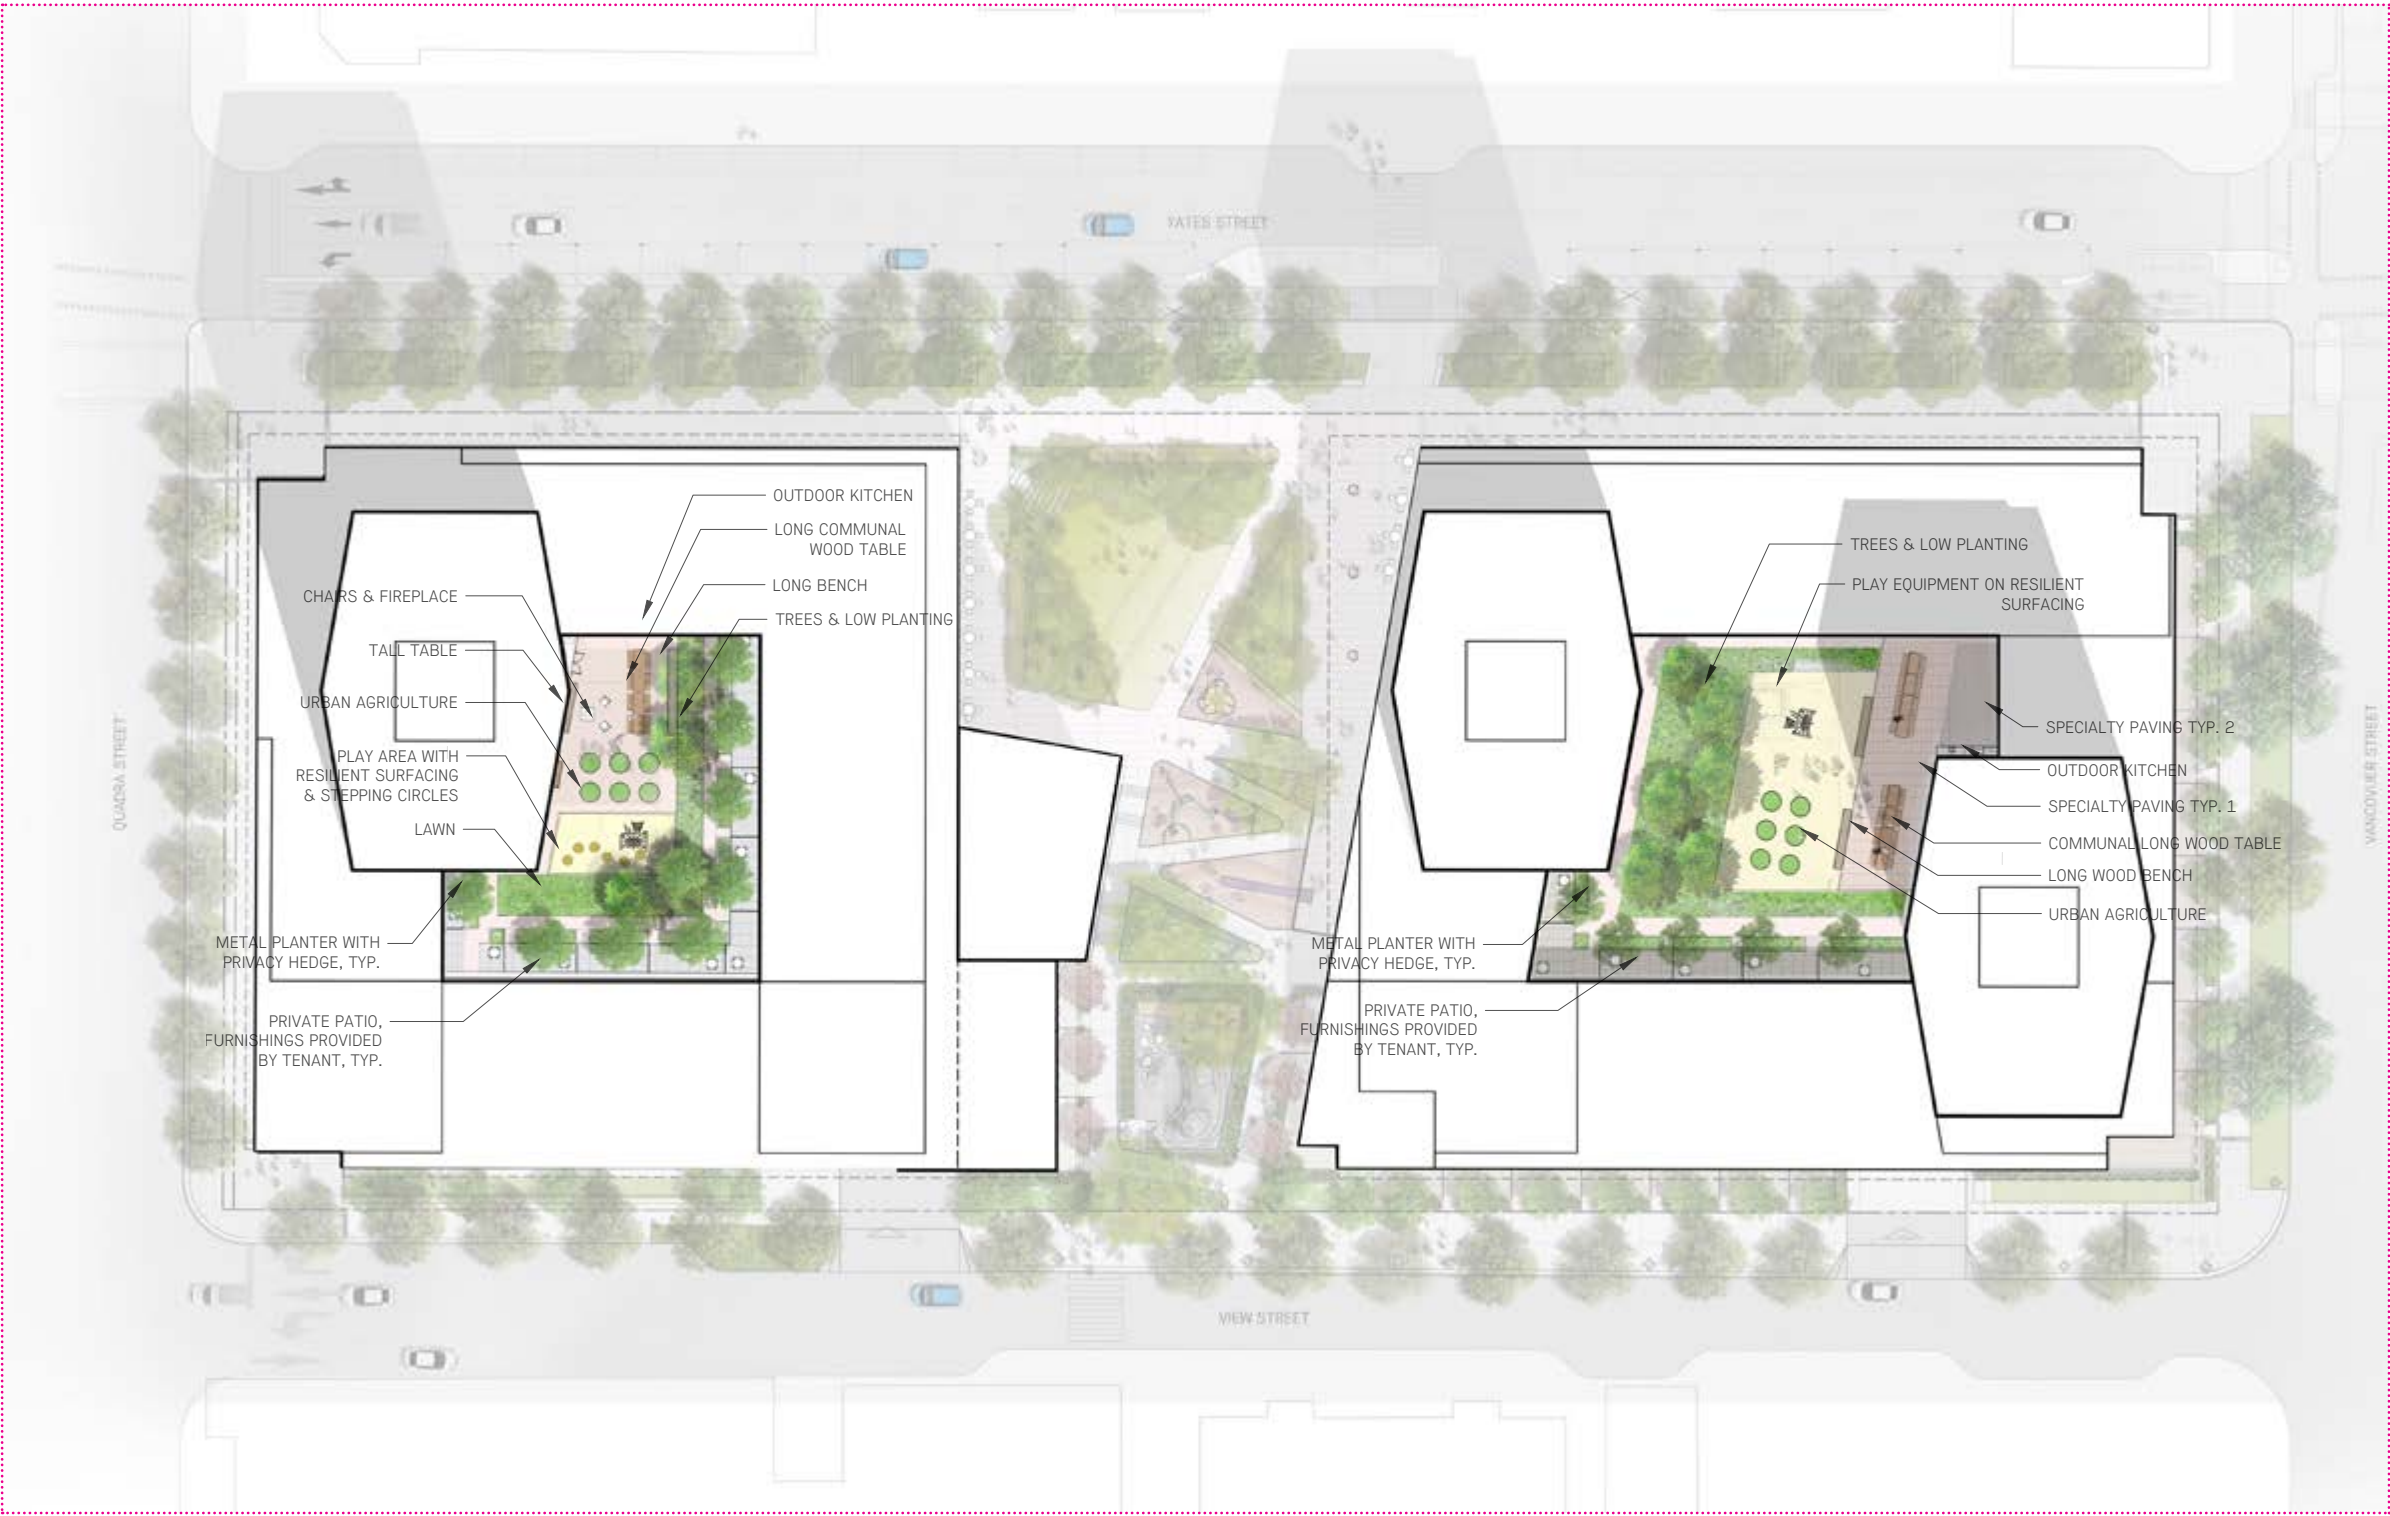 YATES STREET
OUTDOOR KITCHEN
LONG COMMUNAL
WOOD TABLE
LONG BENCH
TREES & LOW PLANTING
CHAIRS & FIREPLACE
TALL TABLE
URBAN AGRICULTURE
PLAY AREA WITH
RESILIENT SURFACING
& STEPPING CIRCLES
LAWN
METAL PLANTER WITH
PRIVACY HEDGE, TYP.
PRIVATE PATIO,
FURNISHINGS PROVIDED
BY TENANT, TYP.
QUADRA STREET
TREES & LOW PLANTING
PLAY EQUIPMENT ON RESILIENT
SURFACING
SPECIALTY PAVING TYP. 2
OUTDOOR KITCHEN
SPECIALTY PAVING TYP. 1
COMMUNAL LONG WOOD TABLE
LONG WOOD BENCH
URBAN AGRICULTURE
METAL PLANTER WITH
PRIVACY HEDGE, TYP.
PRIVATE PATIO,
FURNISHINGS PROVIDED
BY TENANT, TYP.
VANCOUVER STREET
VIEW STREET